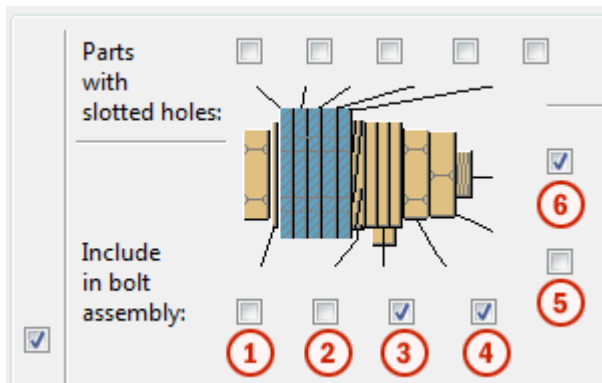 Parts
with
slotted holes:
6
Include
in bolt
assembly:
5
1 2 3 4